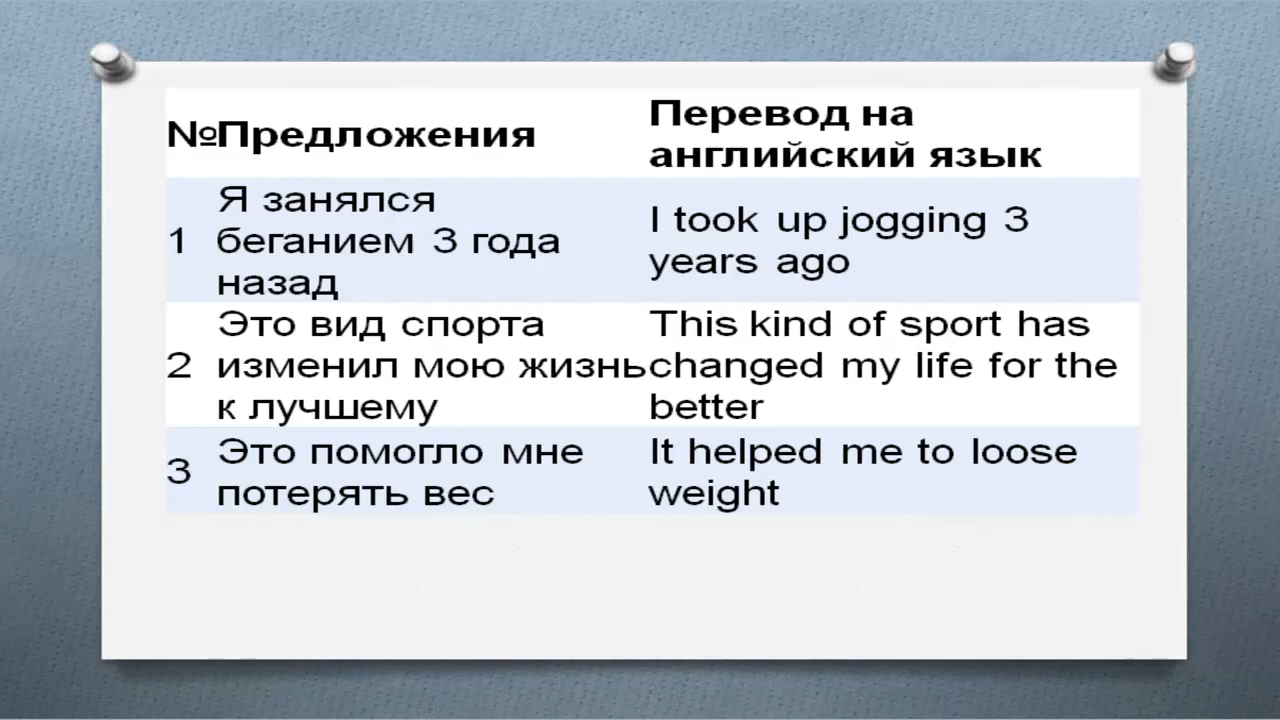 № Предложения
Перевод на
английский язык
1
Я занялся
беганием 3 года
назад
I took up jogging 3
years ago
2
Это вид спорта
изменил мою жизнь
к лучшему
This kind of sport has
changed my life for the
better
3
Это помогло мне
потерять вес
It helped me to loose
weight